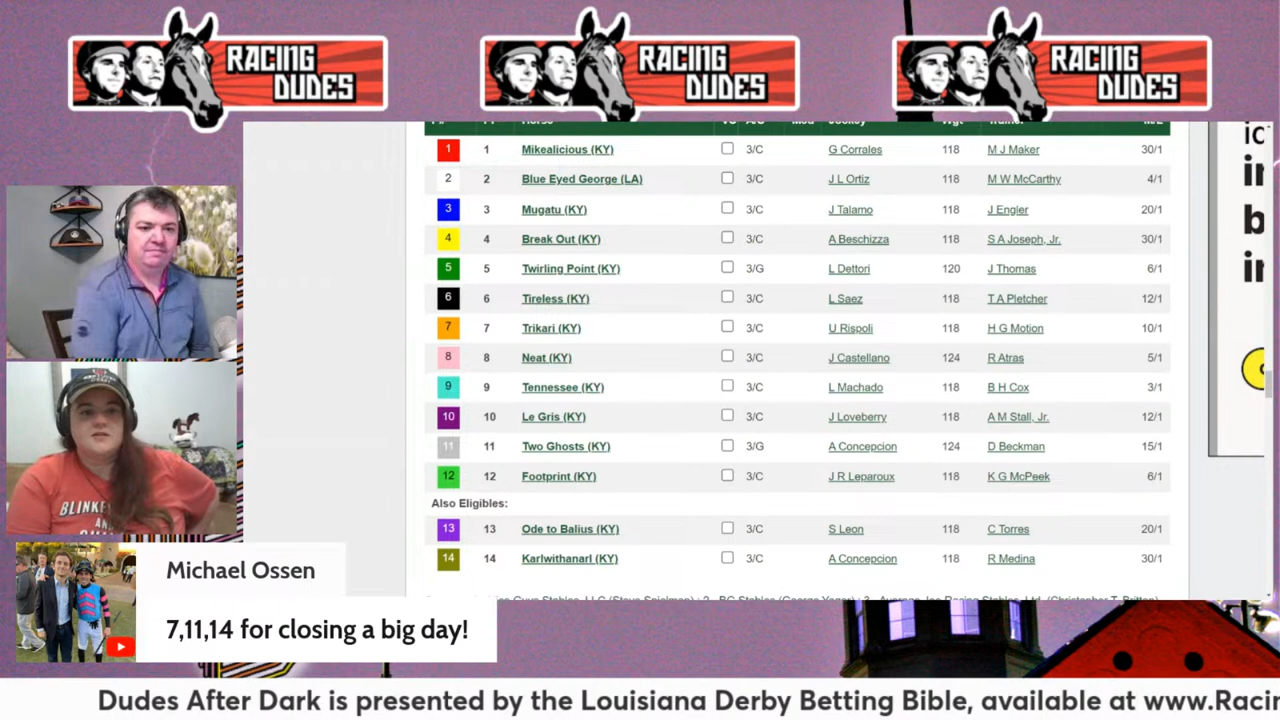 RACING DUDES
RACING DUDES
RACING DUDES
Horse A/C Med Jockey Wgt Trainer M/L
1 1 Mikealicious (KY) 3/C G Corrales 118 M J Maker 30/1
2 2 Blue Eyed George (LA) 3/C J L Ortiz 118 M W McCarthy 4/1
3 3 Mugatu (KY) 3/C J Talamo 118 J Engler 20/1
4 4 Break Out (KY) 3/C A Beschizza 118 S A Joseph, Jr. 30/1
5 5 Twirling Point (KY) 3/G L Dettori 120 J Thomas 6/1
6 6 Tireless (KY) 3/C L Saez 118 T A Pletcher 12/1
7 7 Trikari (KY) 3/C U Rispoli 118 H G Motion 10/1
8 8 Neat (KY) 3/C J Castellano 124 R Atras 5/1
9 9 Tennessee (KY) 3/C L Machado 118 B H Cox 3/1
10 10 Le Gris (KY) 3/C J Loveberry 118 A M Stall, Jr. 12/1
11 11 Two Ghosts (KY) 3/G A Concepcion 124 D Beckman 15/1
12 12 Footprint (KY) 3/C J R Leparoux 118 K G McPeek 6/1
Also Eligibles:
13 13 Ode to Balius (KY) 3/C S Leon 118 C Torres 20/1
14 14 Karlwithanarl (KY) 3/C A Concepcion 118 R Medina 30/1
BLINKE
AND
Michael Ossen
7,11,14 for closing a big day!
Dudes After Dark is presented by the Louisiana Derby Betting Bible, available at www.Racin